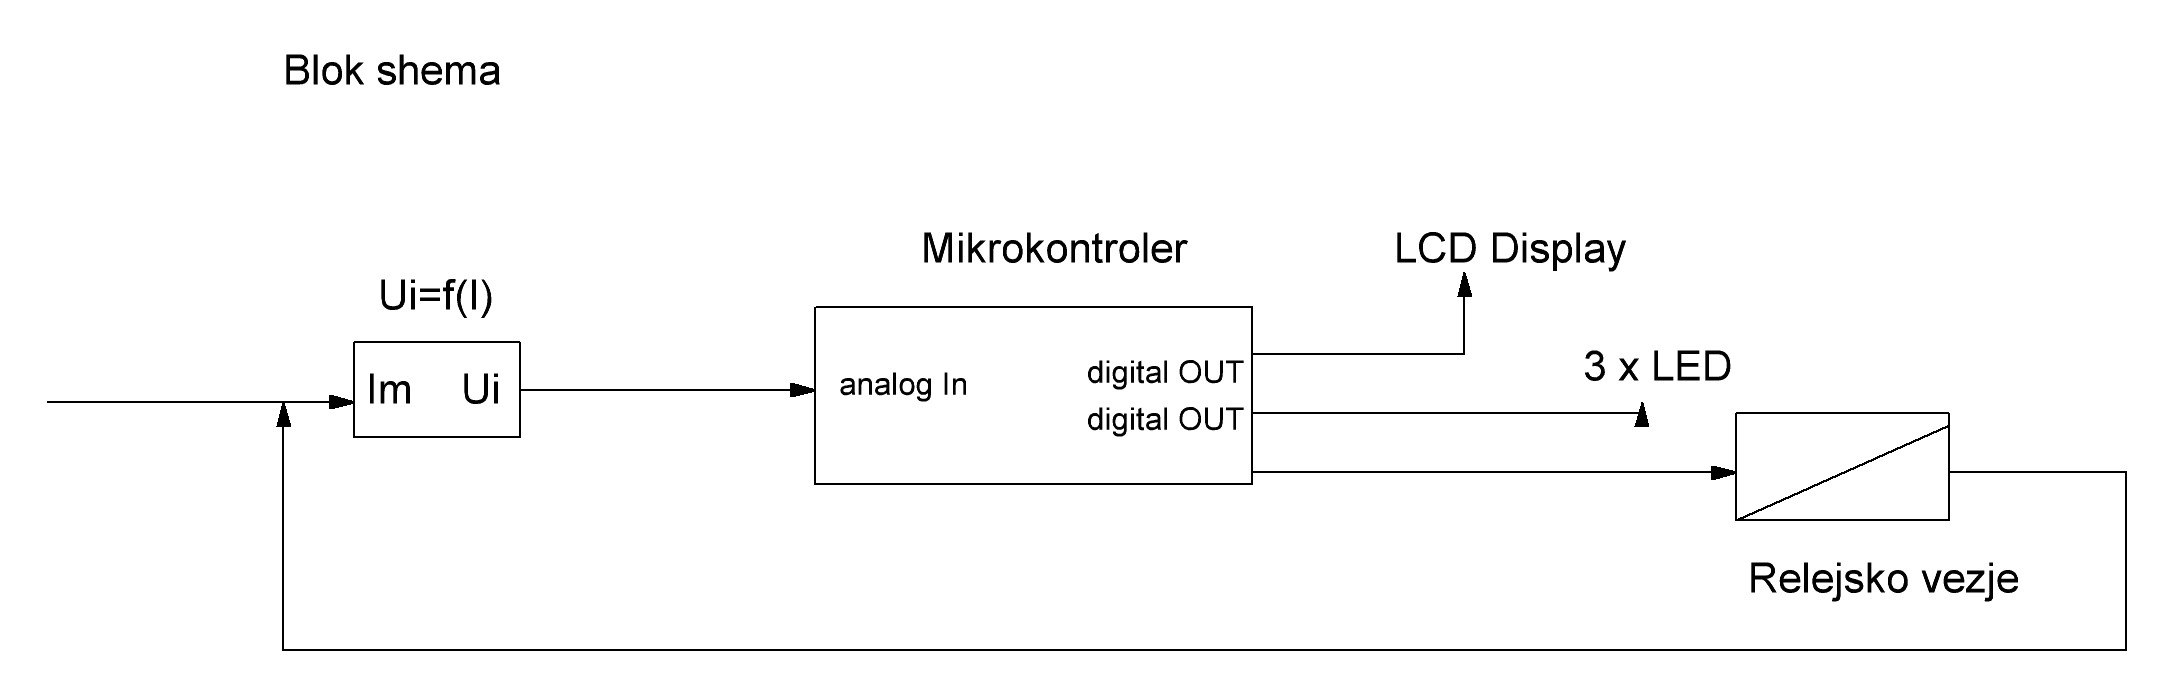 Blok shema
Mikrokontroler
LCD Display
Ui=f(I)
Im Ui
analog In
digital OUT
digital OUT
3 x LED
Relejsko vezje